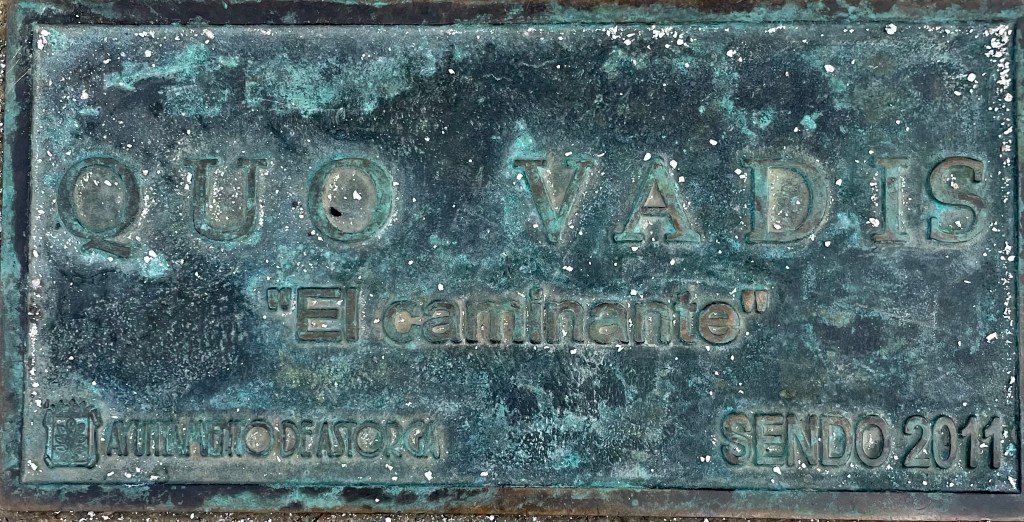 QUO VADIS
"El caminante"
AYUNTAMIENTO DE ASTORGA
SENDO 2011